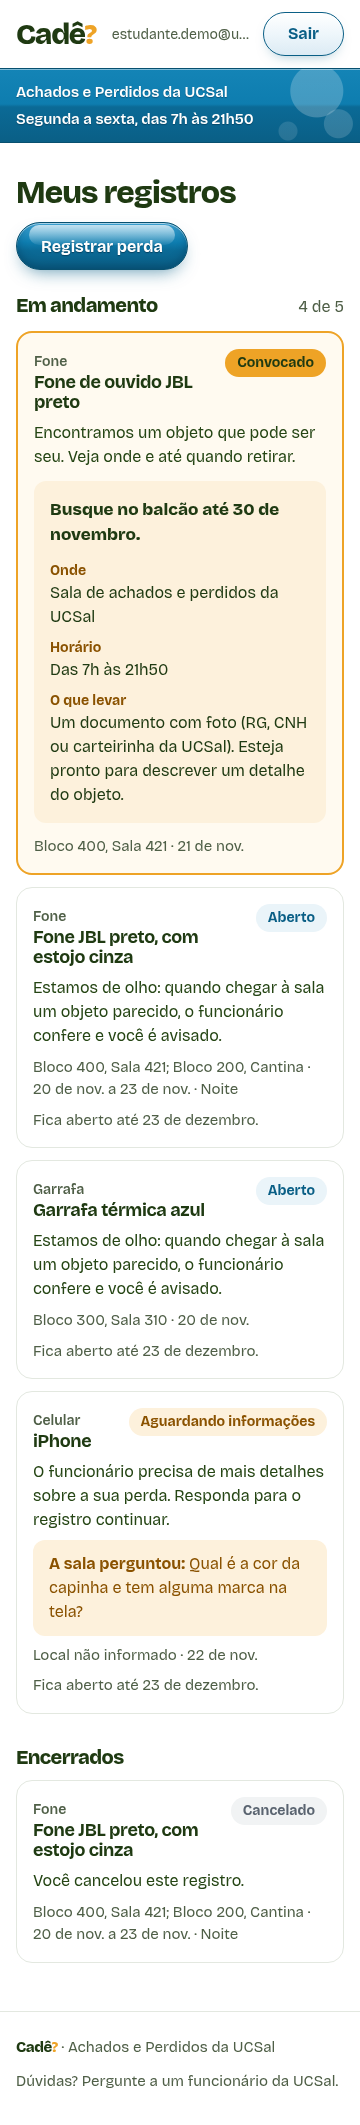 Cadê? estudante.demo@u... Sair
Achados e Perdidos da UCSal
Segunda a sexta, das 7h às 21h50
Meus registros
Registrar perda
Em andamento 4 de 5
Fone Convocado
Fone de ouvido JBL
preto
Encontramos um objeto que pode ser
seu. Veja onde e até quando retirar.
Busque no balcão até 30 de
novembro.
Onde
Sala de achados e perdidos da
UCSal
Horário
Das 7h às 21h50
O que levar
Um documento com foto (RG, CNH
ou carteirinha da UCSal). Esteja
pronto para descrever um detalhe
do objeto.
Bloco 400, Sala 421 · 21 de nov.
Fone Aberto
Fone JBL preto, com
estojo cinza
Estamos de olho: quando chegar à sala
um objeto parecido, o funcionário
confere e você é avisado.
Bloco 400, Sala 421; Bloco 200, Cantina ·
20 de nov. a 23 de nov. · Noite
Fica aberto até 23 de dezembro.
Garrafa Aberto
Garrafa térmica azul
Estamos de olho: quando chegar à sala
um objeto parecido, o funcionário
confere e você é avisado.
Bloco 300, Sala 310 · 20 de nov.
Fica aberto até 23 de dezembro.
Celular Aguardando informações
iPhone
O funcionário precisa de mais detalhes
sobre a sua perda. Responda para o
registro continuar.
A sala perguntou: Qual é a cor da
capinha e tem alguma marca na
tela?
Local não informado · 22 de nov.
Fica aberto até 23 de dezembro.
Encerrados
Fone Cancelado
Fone JBL preto, com
estojo cinza
Você cancelou este registro.
Bloco 400, Sala 421; Bloco 200, Cantina ·
20 de nov. a 23 de nov. · Noite
Cadê? · Achados e Perdidos da UCSal
Dúvidas? Pergunte a um funcionário da UCSal.